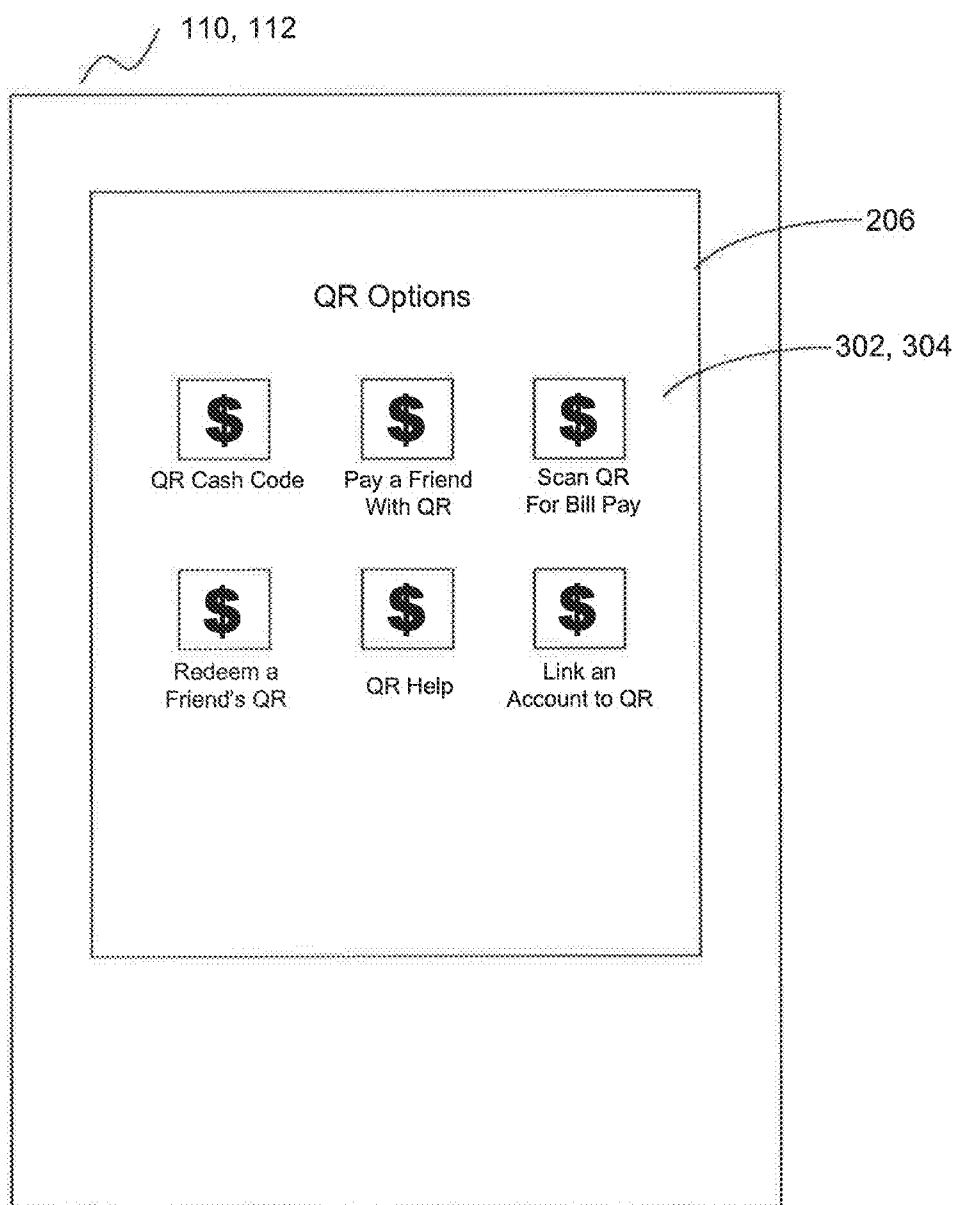 110, 112
206
QR Options
302, 304
$ $ $
QR Cash Code
Pay a Friend
With QR
Scan QR
For Bill Pay
$ $ $
Redeem a
Friend's QR
QR Help
Link an
Account to QR